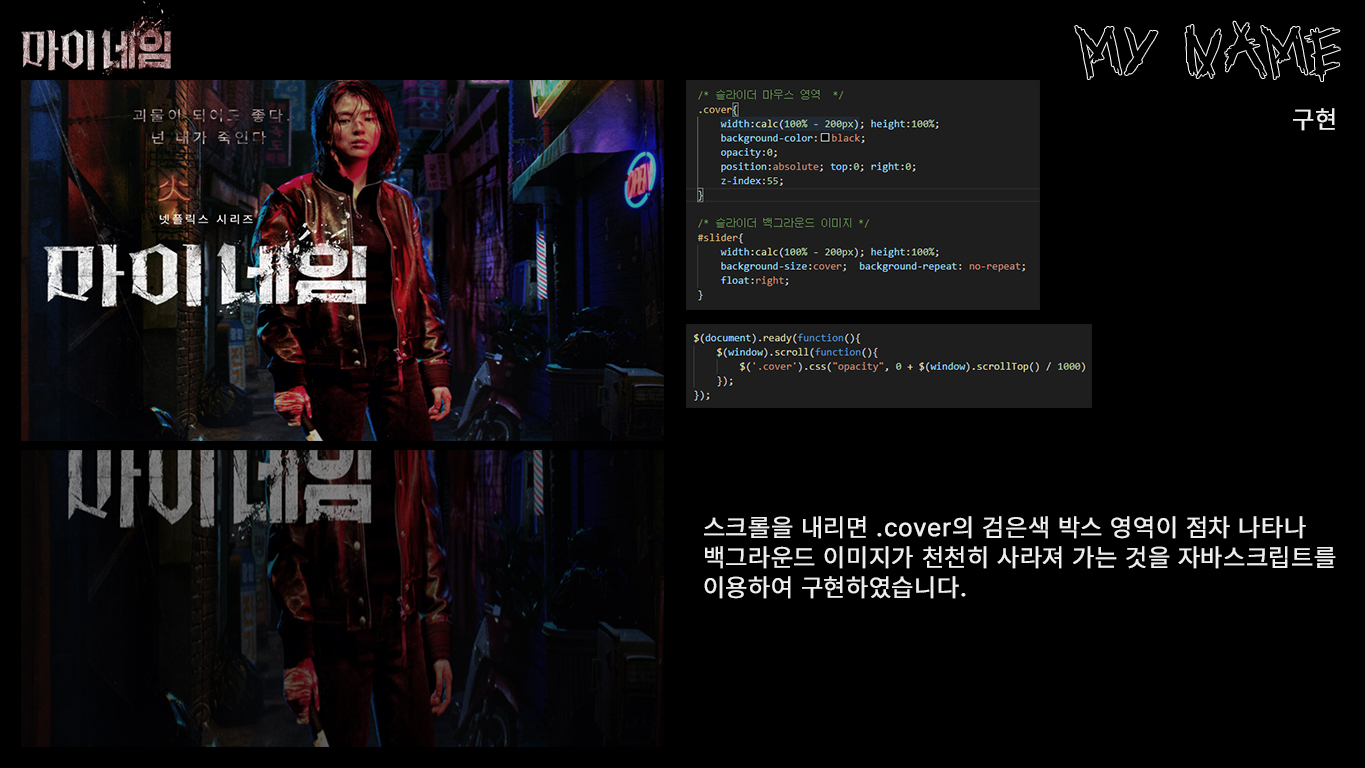 마이네임
MY NAME
구현
괴물이 되어도 좋다.
넌 내가 죽인다
넷플릭스 시리즈
마이네임
OPEN
/* 슬라이더 마우스 영역  */
.cover{
    width:calc(100% - 200px); height:100%;
    background-color:black;
    opacity:0;
    position:absolute; top:0; right:0;
    z-index:55;
}
/* 슬라이더 백그라운드 이미지 */
#slider{
    width:calc(100% - 200px); height:100%;
    background-size:cover;  background-repeat: no-repeat;
    float:right;
}
$(document).ready(function(){
    $(window).scroll(function(){
        $('.cover').css("opacity", 0 + $(window).scrollTop() / 1000)
    });
});
마이네임
스크롤을 내리면 .cover의 검은색 박스 영역이 점차 나타나
백그라운드 이미지가 천천히 사라져 가는 것을 자바스크립트를
이용하여 구현하였습니다.